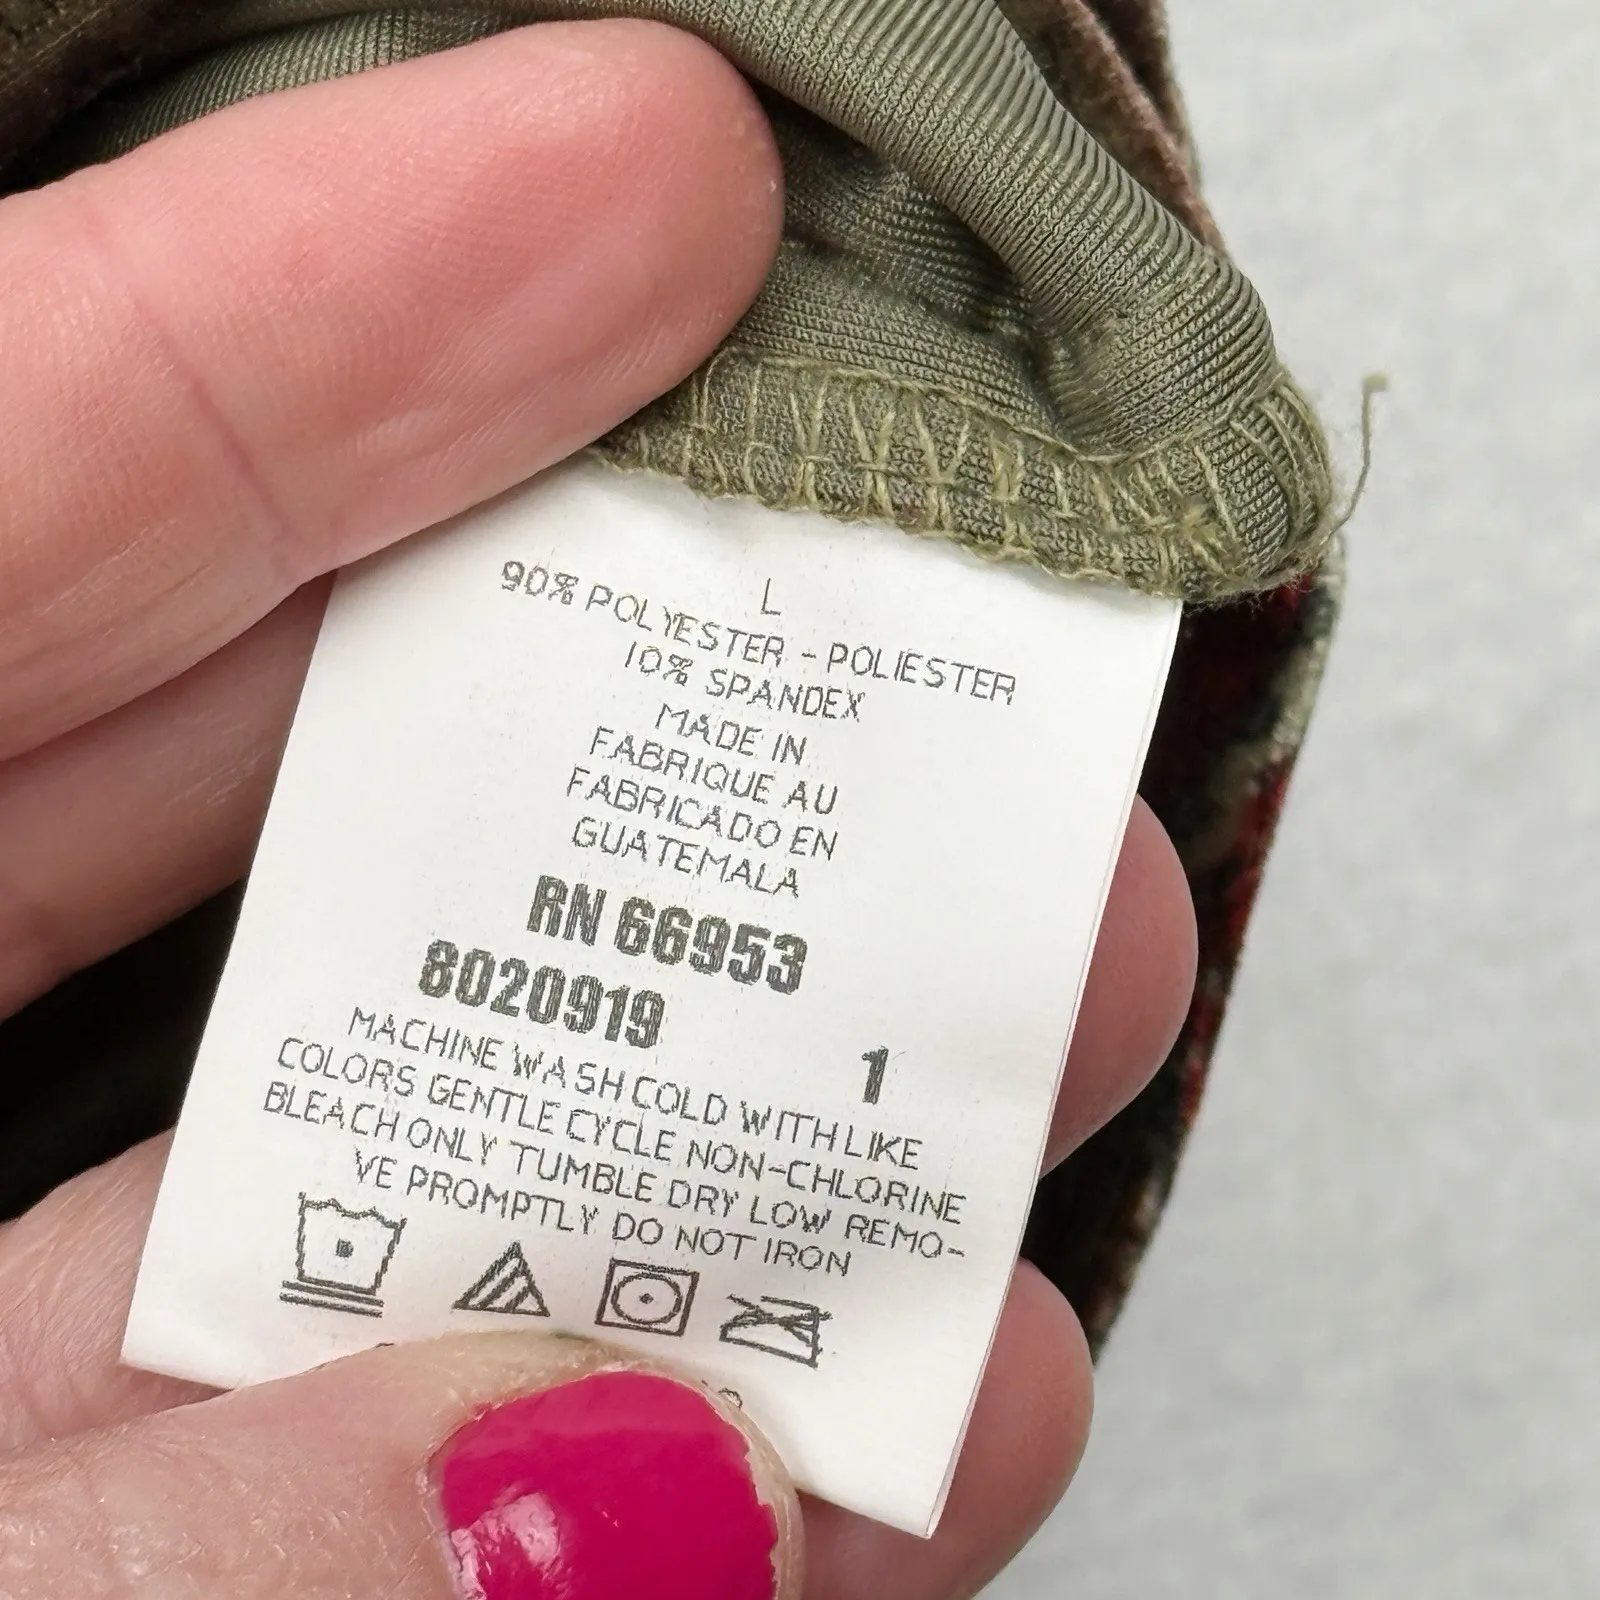 L
90% POLYESTER - POLIESTER
10% SPANDEX
MADE IN
FABRIQUE AU
FABRICADO EN
GUATEMALA
RN 66953
8020919
1
MACHINE WASH COLD WITH LIKE
COLORS GENTLE CYCLE NON-CHLORINE
BLEACH ONLY TUMBLE DRY LOW REMO-
VE PROMPTLY DO NOT IRON